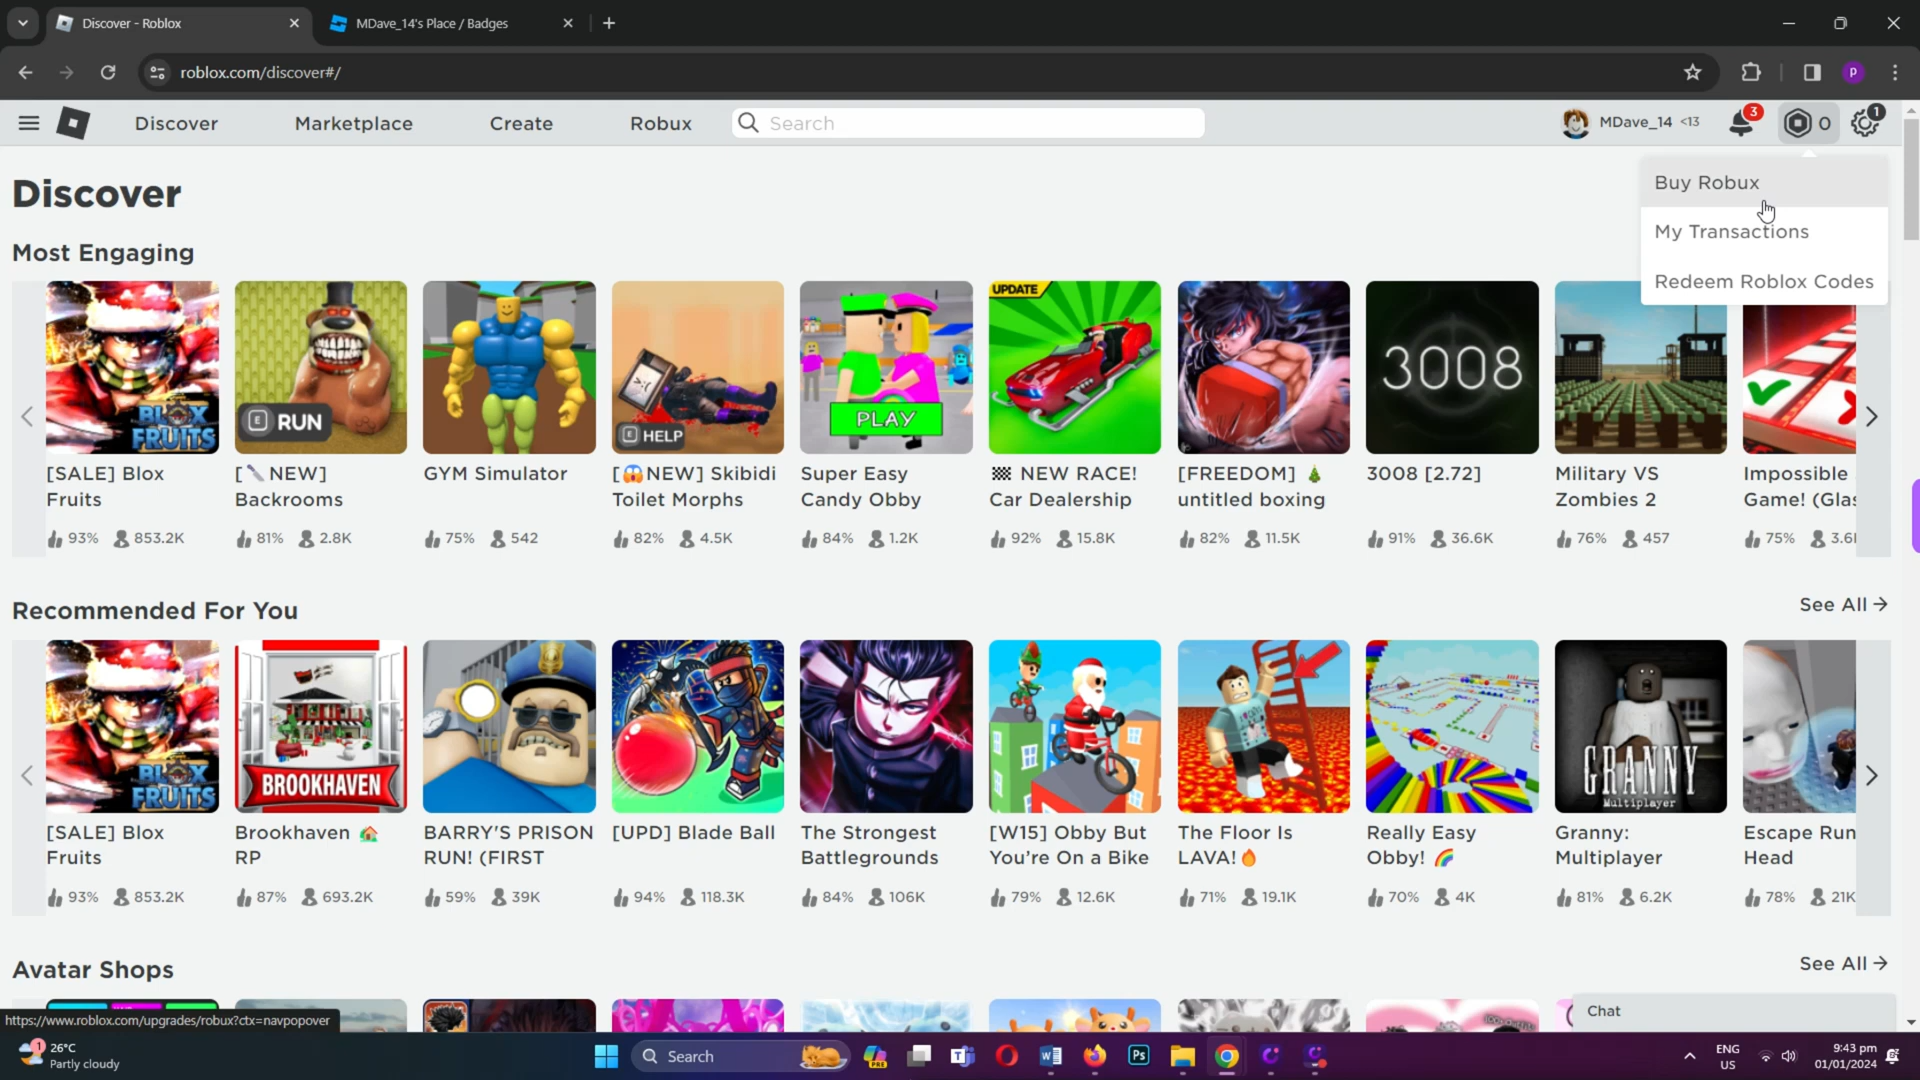 Discover - Roblox
MDave_14's Place / Badges
roblox.com/discover#/
P
Discover
Marketplace
Create
Robux
Search
MDave_14 <13
3
0
1
Buy Robux
My Transactions
Redeem Roblox Codes
Discover
Most Engaging
BLOX
FRUITS
E RUN
E HELP
PLAY
UPDATE
3008
[SALE] Blox
Fruits
[🔪NEW]
Backrooms
GYM Simulator
[😱NEW] Skibidi
Toilet Morphs
Super Easy
Candy Obby
🏁 NEW RACE!
Car Dealership
[FREEDOM] 🎄
untitled boxing
3008 [2.72]
Military VS
Zombies 2
Impossible
Game! (Glas
93% 853.2K
81% 2.8K
75% 542
82% 4.5K
84% 1.2K
92% 15.8K
82% 11.5K
91% 36.6K
76% 457
75%
Recommended For You
See All →
BLOX
FRUITS
BROOKHAVEN
GRANNY
Multiplayer
[SALE] Blox
Fruits
Brookhaven 🏡
RP
BARRY'S PRISON
RUN! (FIRST
[UPD] Blade Ball
The Strongest
Battlegrounds
[W15] Obby But
You're On a Bike
The Floor Is
LAVA!🔥
Really Easy
Obby! 🌈
Granny:
Multiplayer
Escape Run
Head
93% 853.2K
87% 693.2K
59% 39K
94% 118.3K
84% 106K
79% 12.6K
71% 19.1K
70% 4K
81% 6.2K
78% 21K
Avatar Shops
See All →
Chat
https://www.roblox.com/upgrades/robux?ctx=navpopover
1
26°C
Partly cloudy
Search
PRE
Ps
ENG
US
9:43 pm
01/01/2024